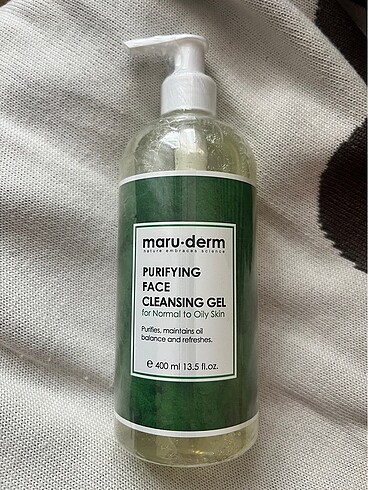 maru·derm
nature embraces science
PURIFYING
FACE
CLEANSING GEL
for Normal to Oily Skin
Purifies, maintains oil
balance and refreshes.
℮ 400 ml 13.5 fl.oz.